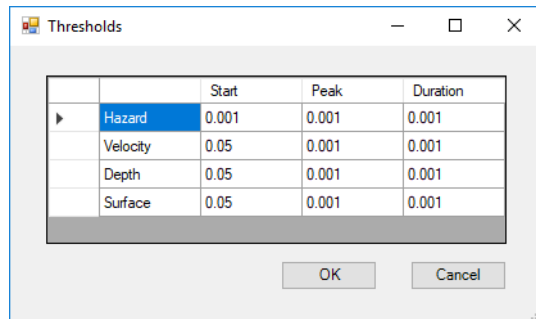 Thresholds
Start Peak Duration
Hazard 0.001 0.001 0.001
Velocity 0.05 0.001 0.001
Depth 0.05 0.001 0.001
Surface 0.05 0.001 0.001
OK Cancel